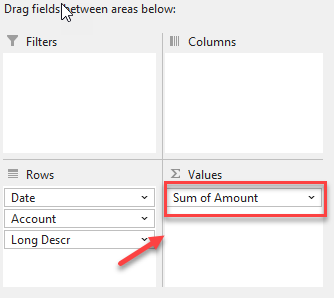 Drag fields between areas below:
Filters
Columns
Rows
Σ Values
Date
Sum of Amount
Account
Long Descr